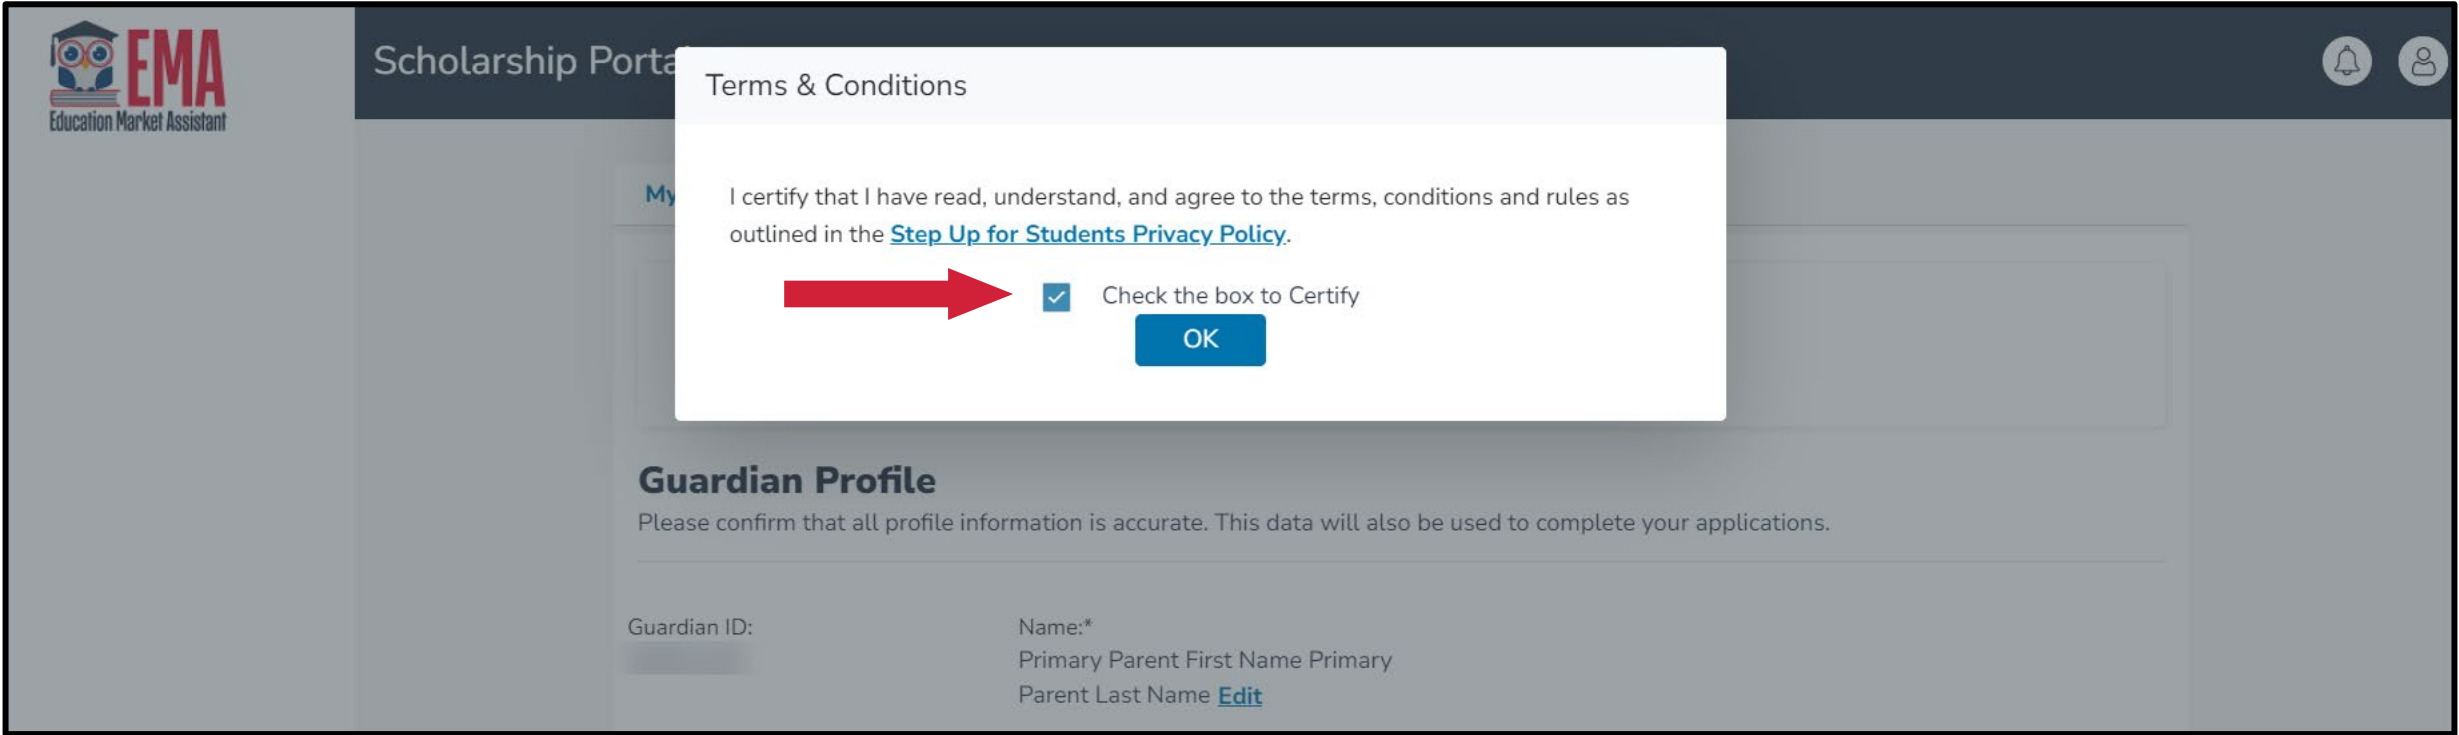 EMA
Education Market Assistant
Scholarship Porta
Terms & Conditions
My
I certify that I have read, understand, and agree to the terms, conditions and rules as
outlined in the Step Up for Students Privacy Policy.
Check the box to Certify
OK
Guardian Profile
Please confirm that all profile information is accurate. This data will also be used to complete your applications.
Guardian ID:
Name:*
Primary Parent First Name Primary
Parent Last Name Edit